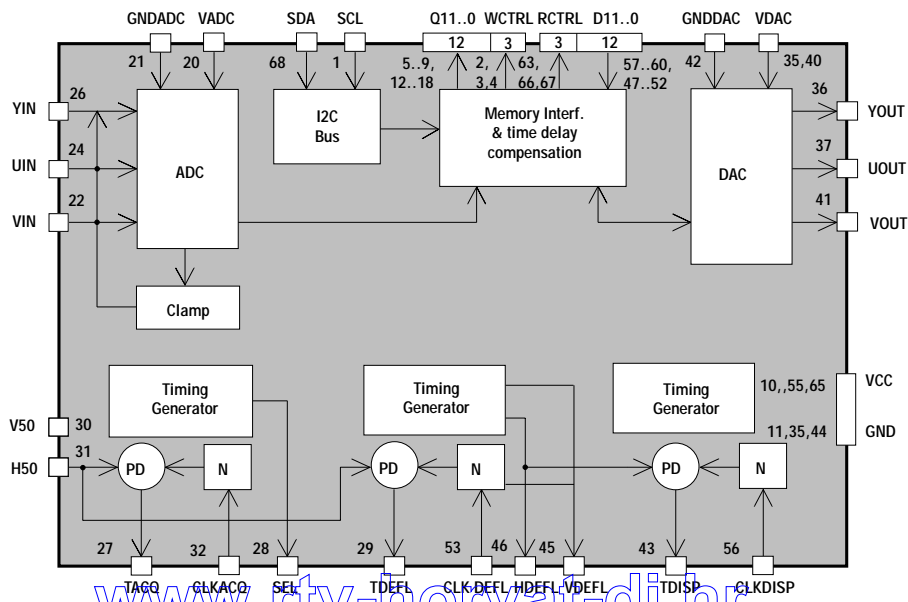 GNDADC VADC SDA SCL Q11..0 WCTRL RCTRL D11..0 GNDDAC VDAC
12 3 3 12
21 20 68 1 5..9, 2, 63, 57..60, 42 35,40
12..18 3,4 66,67 47..52
YIN 26 36 YOUT
I2C
Bus
Memory Interf.
& time delay
compensation
UIN 24 37 UOUT
ADC DAC
VIN 22 41 VOUT
Clamp
Timing
Generator
Timing
Generator
Timing
Generator
10,,55,65 VCC
11,35,44 GND
V50 30
H50 31
PD N PD N PD N
27 32 28 29 53 46 45 43 56
TACQ CLKACQ SEL TDEFL CLK DEFL HDEFL VDEFL TDISP CLKDISP
www.rtv-horvat-dj.hr